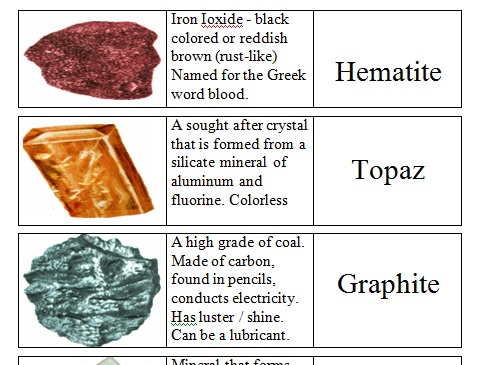 Iron Ioxide - black
colored or reddish
brown (rust-like)
Named for the Greek
word blood.
Hematite
A sought after crystal
that is formed from a
silicate mineral of
aluminum and
fluorine. Colorless
Topaz
A high grade of coal.
Made of carbon,
found in pencils,
conducts electricity.
Has luster / shine.
Can be a lubricant.
Graphite
Mineral that forms